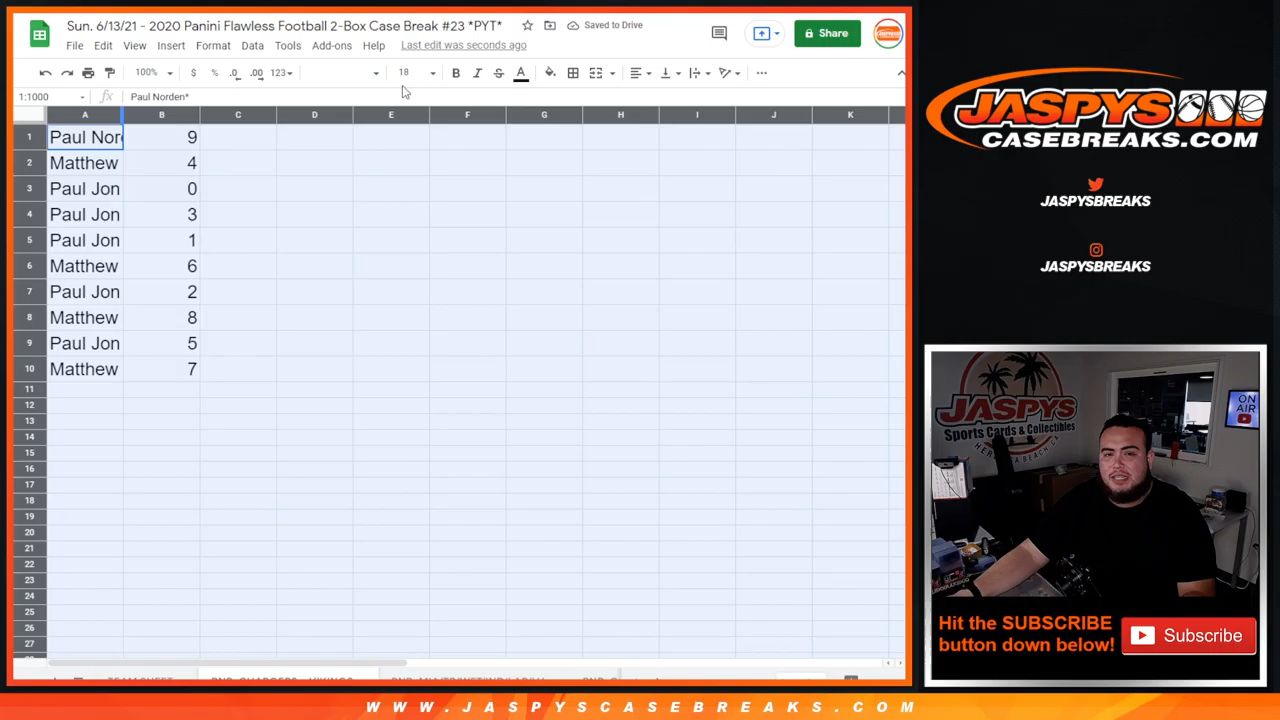 Sun. 6/13/21 - 2020 Panini Flawless Football 2-Box Case Break #23 *PYT*
Saved to Drive
File Edit View Insert Format Data Tools Add-ons Help Last edit was seconds ago
Share
100% $ % .0 .00 123 18 B I S A
1:1000 fx Paul Norden*
A B C D E F G H I J K
1 Paul Nor 9
2 Matthew 4
3 Paul Jon 0
4 Paul Jon 3
5 Paul Jon 1
6 Matthew 6
7 Paul Jon 2
8 Matthew 8
9 Paul Jon 5
10 Matthew 7
11
12
13
14
15
16
17
18
19
20
21
22
23
24
25
26
27
JASPYS
CASEBREAKS.COM
JASPYSBREAKS
JASPYSBREAKS
JASPYS
Sports Cards & Collectibles
ON
AIR
Hit the SUBSCRIBE
button down below!
Subscribe
WWW.JASPYSCASEBREAKS.COM